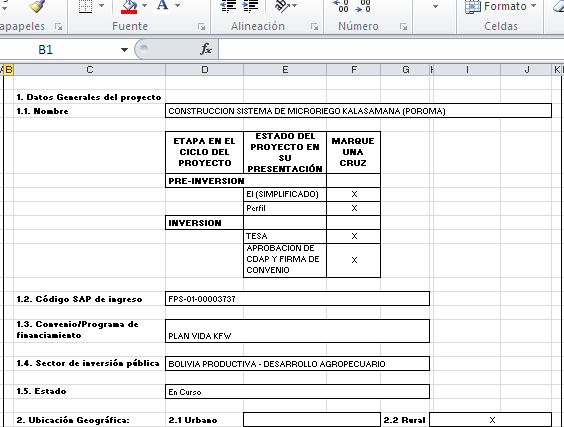 Formato
apapeles
Fuente
Alineación
Número
Celdas
B1
fx
B C D E F G H I J K
1. Datos Generales del proyecto
1.1. Nombre CONSTRUCCION SISTEMA DE MICRORIEGO KALASAMANA (POROMA)
ETAPA EN EL CICLO DEL PROYECTO
ESTADO DEL PROYECTO EN SU PRESENTACIÓN
MARQUE UNA CRUZ
PRE-INVERSION
EI (SIMPLIFICADO) X
Perfil X
INVERSION
TESA X
APROBACION DE CDAP Y FIRMA DE CONVENIO X
1.2. Código SAP de ingreso FPS-01-00003737
1.3. Convenio/Programa de financiamiento PLAN VIDA KFW
1.4. Sector de inversión pública BOLIVIA PRODUCTIVA - DESARROLLO AGROPECUARIO
1.5. Estado En Curso
2. Ubicación Geográfica: 2.1 Urbano 2.2 Rural X